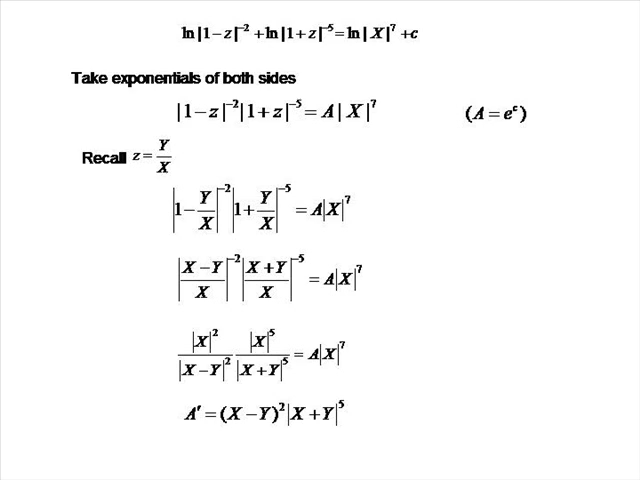 ln|1−z|⁻²+ln|1+z|⁻⁵=ln|X|⁷+c
Take exponentials of both sides
|1−z|⁻²|1+z|⁻⁵=A|X|⁷ (A=eᶜ)
Recall z=Y/X
|1−Y/X|⁻²|1+Y/X|⁻⁵=A|X|⁷
|(X−Y)/X|⁻²|(X+Y)/X|⁻⁵=A|X|⁷
|X|²/|X−Y|² |X|⁵/|X+Y|⁵=A|X|⁷
A′=(X−Y)²|X+Y|⁵